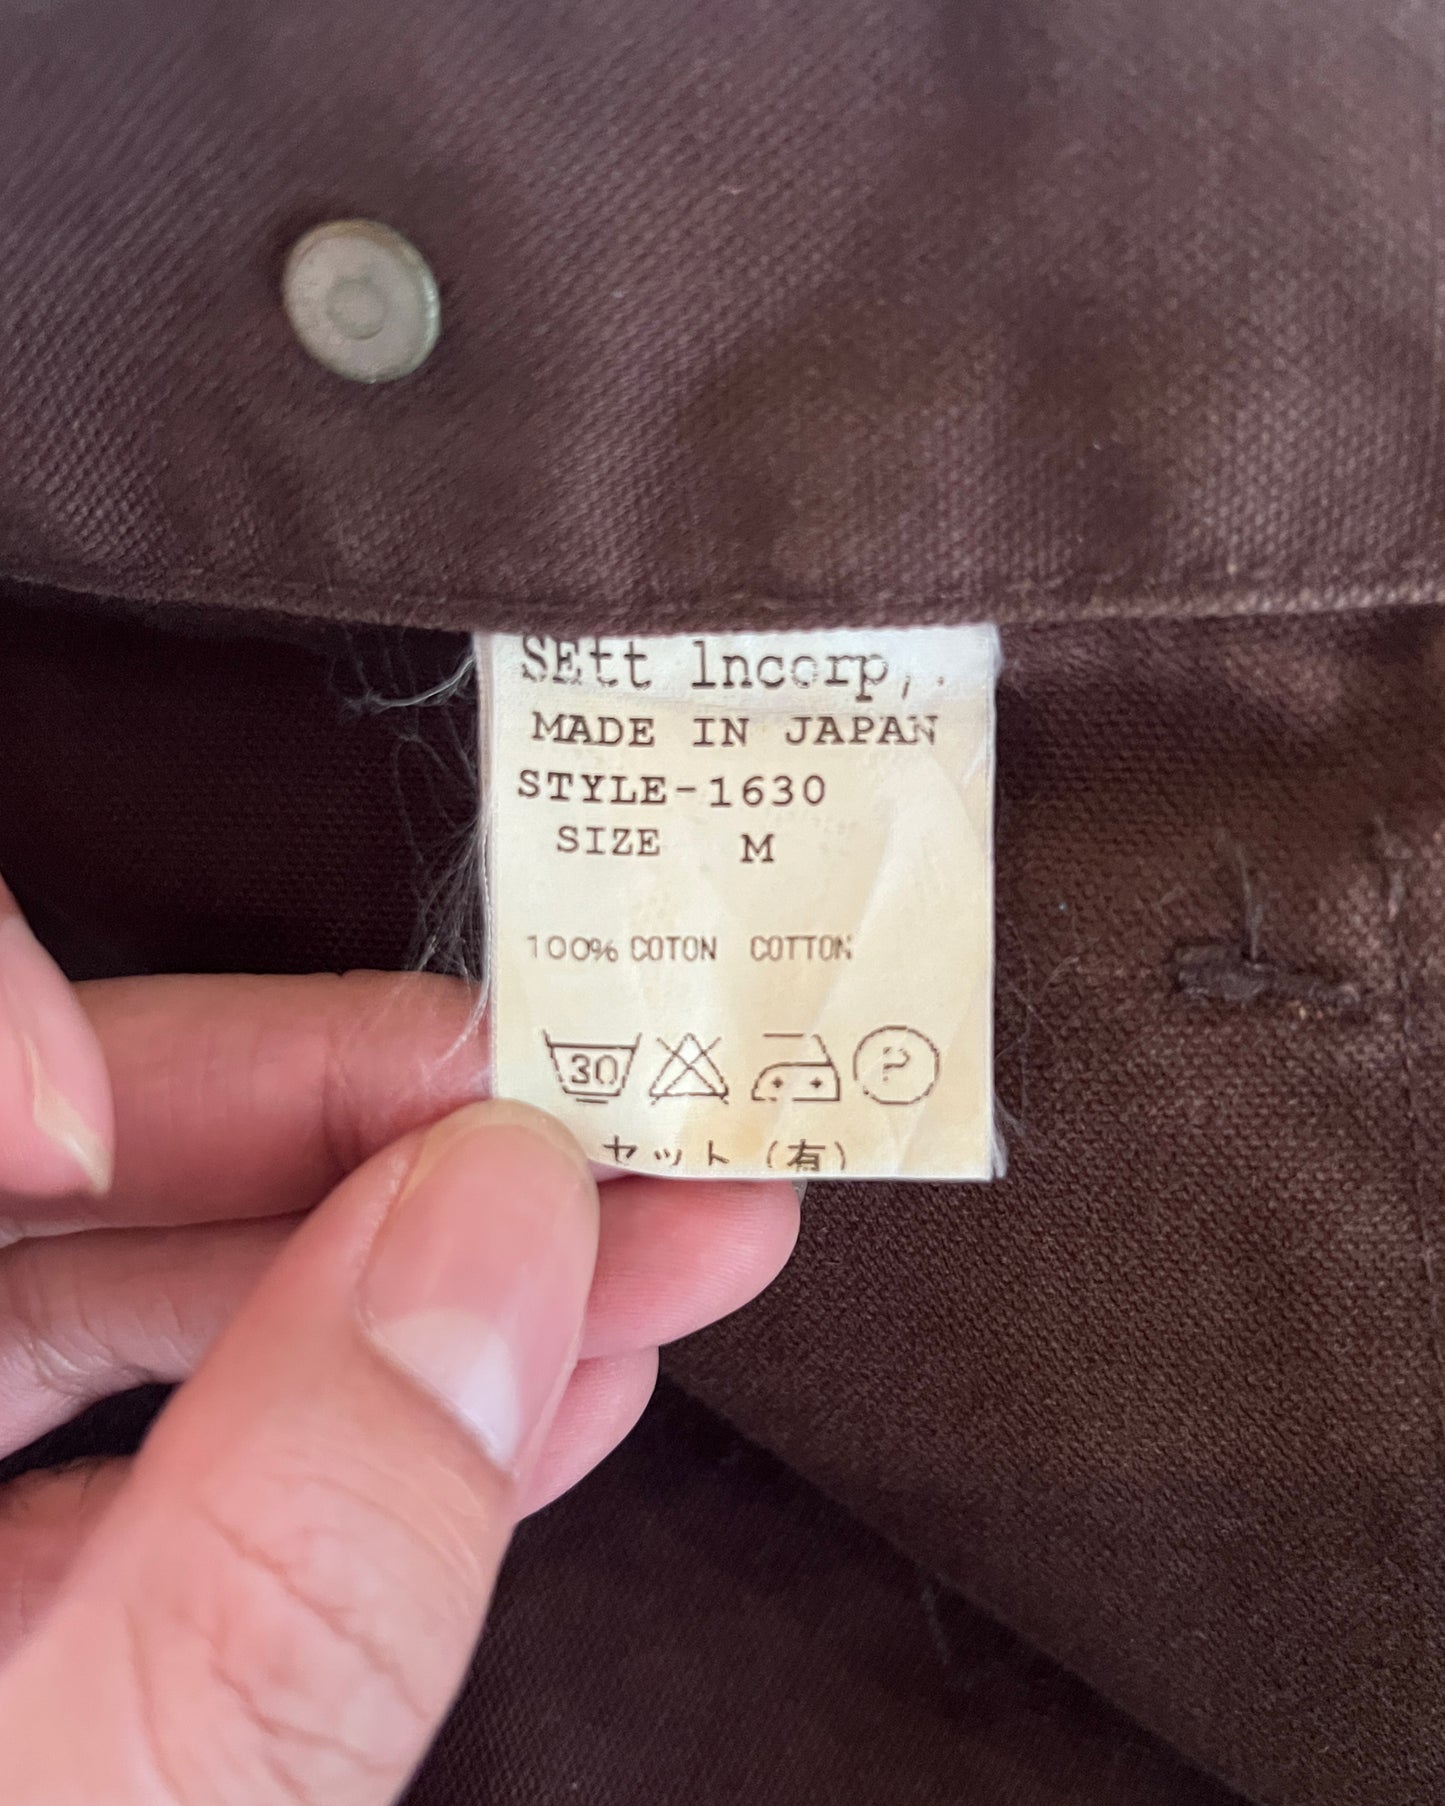 SEtt lncorp,.
MADE IN JAPAN
STYLE-1630
SIZE M
100% COTON COTTON
30 ?
セット(有)